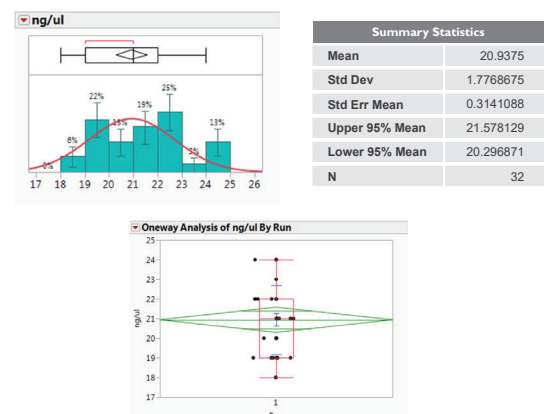 ng/ul
0%
6%
22%
15%
19%
25%
3%
13%
17 18 19 20 21 22 23 24 25 26
Summary Statistics
Mean 20.9375
Std Dev 1.7768675
Std Err Mean 0.3141088
Upper 95% Mean 21.578129
Lower 95% Mean 20.296871
N 32
Oneway Analysis of ng/ul By Run
25
24
23
22
21
20
19
18
17
ng/ul
1